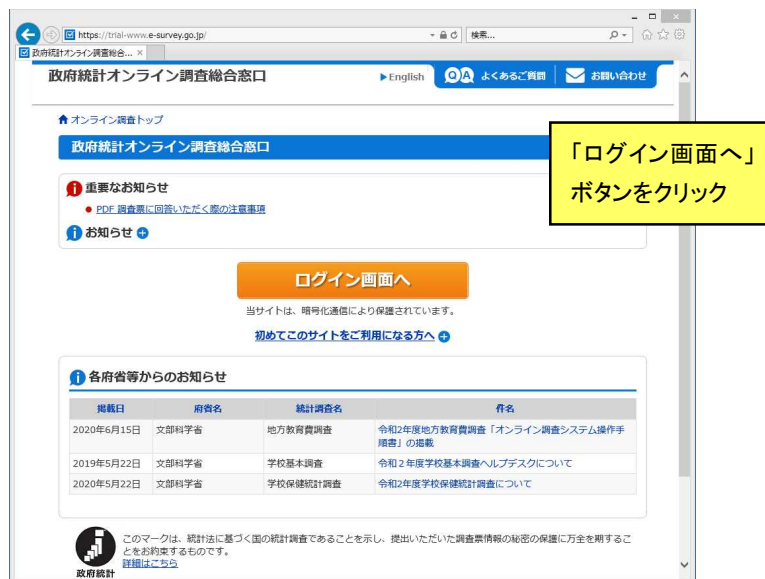 https://trial-www.e-survey.go.jp/
検索...
政府統計オンライン調査総合... ×
政府統計オンライン調査総合窓口
▶English
Q A よくあるご質問
お問い合わせ
オンライン調査トップ
政府統計オンライン調査総合窓口
「ログイン画面へ」
ボタンをクリック
重要なお知らせ
PDF 調査票に回答いただく際の注意事項
お知らせ
ログイン画面へ
当サイトは、暗号化通信により保護されています。
初めてこのサイトをご利用になる方へ
各府省等からのお知らせ
掲載日 府省名 統計調査名 件名
2020年6月15日 文部科学省 地方教育費調査 令和2年度地方教育費調査「オンライン調査システム操作手
順書」の掲載
2019年5月22日 文部科学省 学校基本調査 令和２年度学校基本調査ヘルプデスクについて
2020年5月22日 文部科学省 学校保健統計調査 令和2年度学校保健統計調査について
このマークは、統計法に基づく国の統計調査であることを示し、提出いただいた調査票情報の秘密の保護に万全を期するこ
とをお約束するものです。
詳細はこちら
政府統計